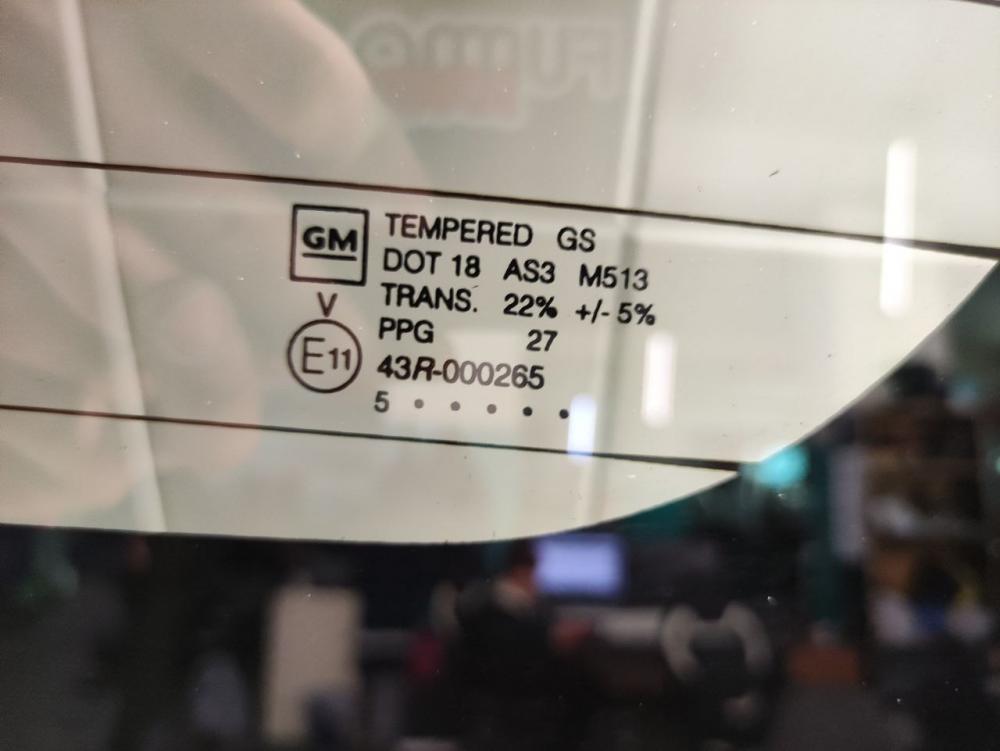 GM
TEMPERED GS
DOT 18 AS3 M513
TRANS. 22% +/- 5%
PPG 27
V
E11
43R-000265
5 • • • • •